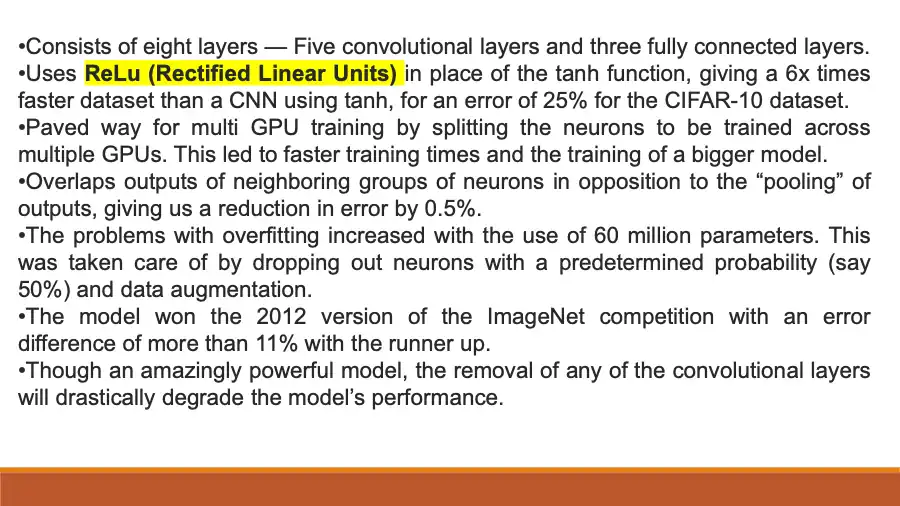 •Consists of eight layers — Five convolutional layers and three fully connected layers.
•Uses ReLu (Rectified Linear Units) in place of the tanh function, giving a 6x times
faster dataset than a CNN using tanh, for an error of 25% for the CIFAR-10 dataset.
•Paved way for multi GPU training by splitting the neurons to be trained across
multiple GPUs. This led to faster training times and the training of a bigger model.
•Overlaps outputs of neighboring groups of neurons in opposition to the “pooling” of
outputs, giving us a reduction in error by 0.5%.
•The problems with overfitting increased with the use of 60 million parameters. This
was taken care of by dropping out neurons with a predetermined probability (say
50%) and data augmentation.
•The model won the 2012 version of the ImageNet competition with an error
difference of more than 11% with the runner up.
•Though an amazingly powerful model, the removal of any of the convolutional layers
will drastically degrade the model’s performance.